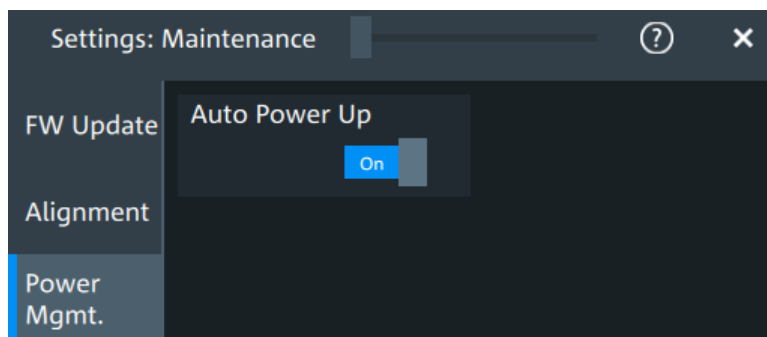 Settings: Maintenance
?
×
FW Update
Auto Power Up
On
Alignment
Power
Mgmt.